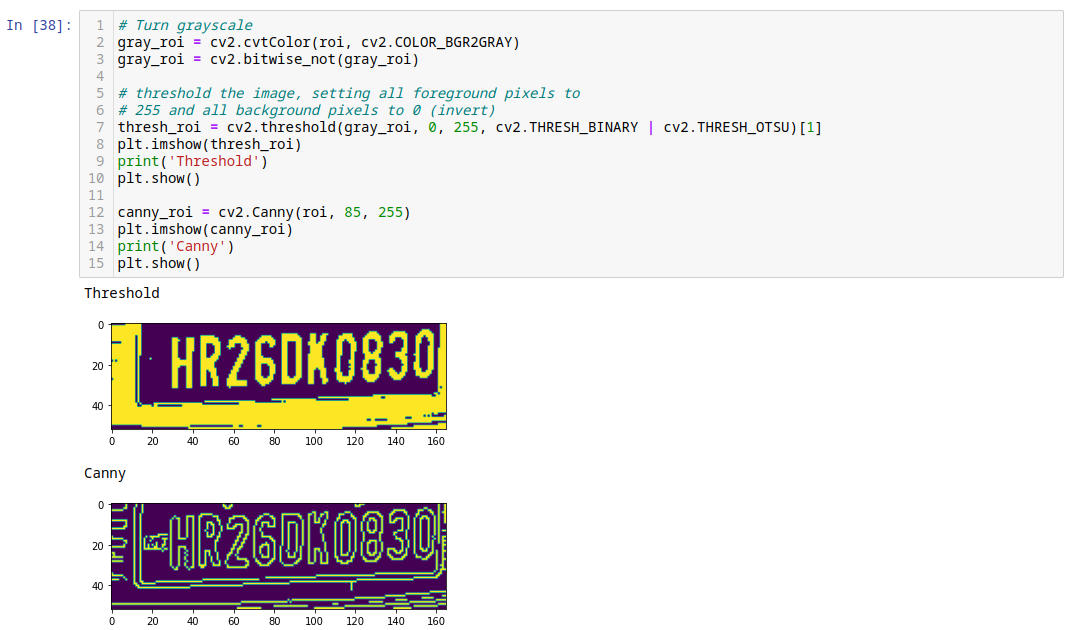 In [38]:
1 # Turn grayscale
2 gray_roi = cv2.cvtColor(roi, cv2.COLOR_BGR2GRAY)
3 gray_roi = cv2.bitwise_not(gray_roi)
4
5 # threshold the image, setting all foreground pixels to
6 # 255 and all background pixels to 0 (invert)
7 thresh_roi = cv2.threshold(gray_roi, 0, 255, cv2.THRESH_BINARY | cv2.THRESH_OTSU)[1]
8 plt.imshow(thresh_roi)
9 print('Threshold')
10 plt.show()
11
12 canny_roi = cv2.Canny(roi, 85, 255)
13 plt.imshow(canny_roi)
14 print('Canny')
15 plt.show()
Threshold
0
HR26DK0830
20
40
0 20 40 60 80 100 120 140 160
Canny
0
HR26DK0830
20
40
0 20 40 60 80 100 120 140 160